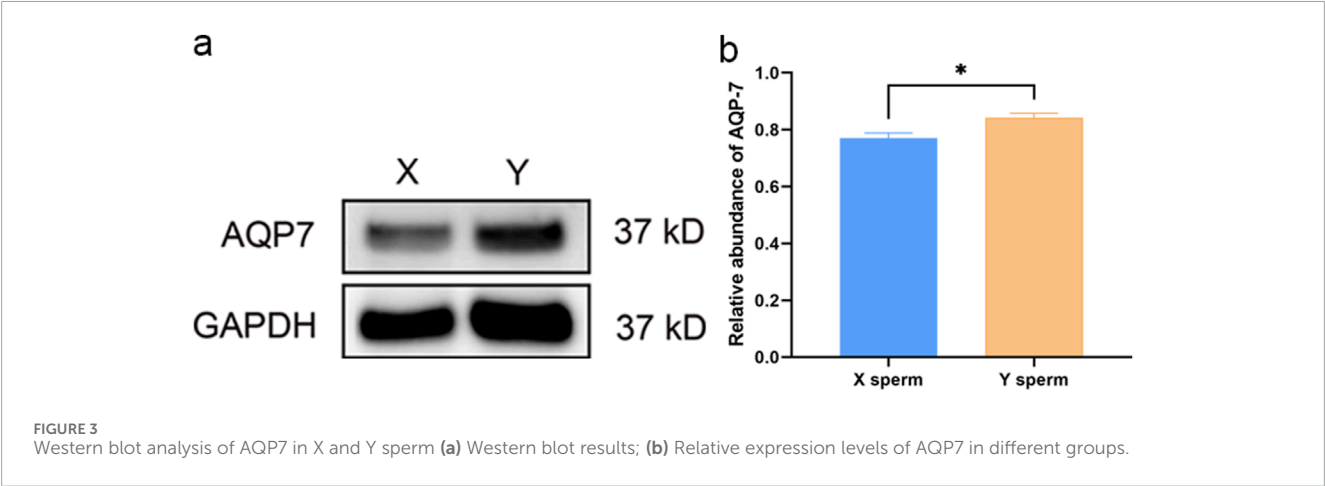 a
X Y
AQP7 37 kD
GAPDH 37 kD
b
Relative abundance of AQP-7
1.0
0.8
0.6
0.4
0.2
0.0
*
X sperm Y sperm
FIGURE 3
Western blot analysis of AQP7 in X and Y sperm (a) Western blot results; (b) Relative expression levels of AQP7 in different groups.